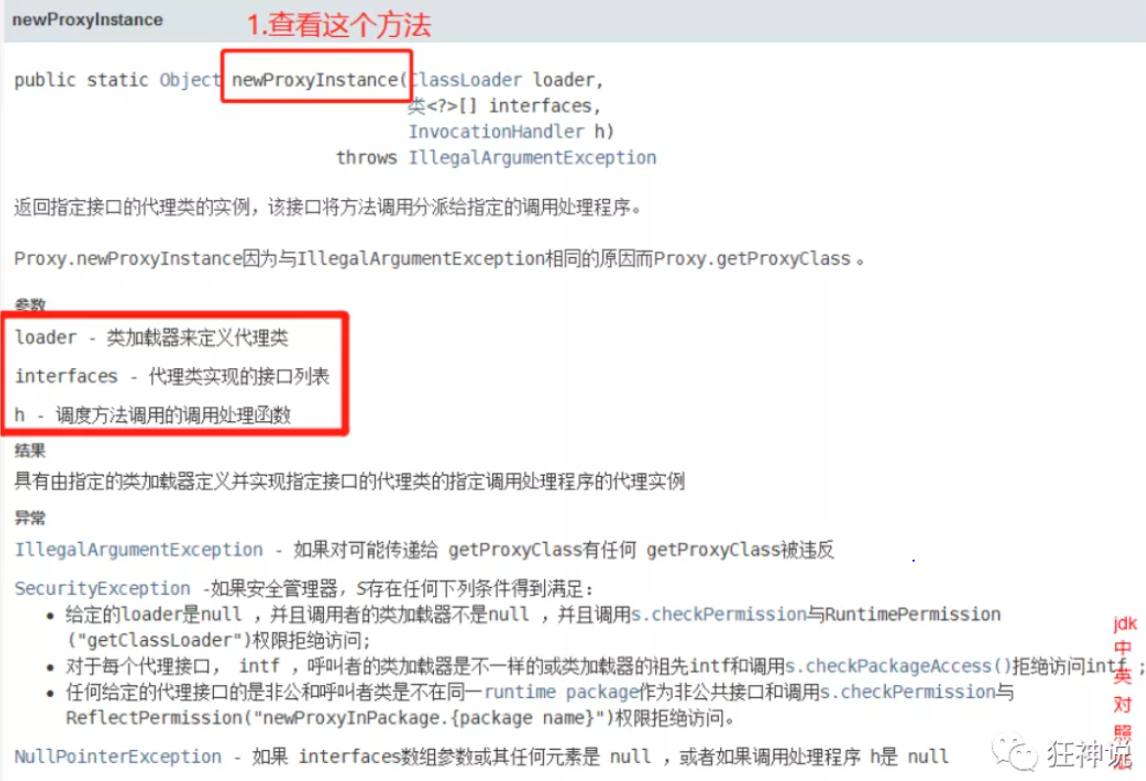 newProxyInstance
1.查看这个方法
public static Object newProxyInstance(ClassLoader loader,
类<?>[] interfaces,
InvocationHandler h)
throws IllegalArgumentException
返回指定接口的代理类的实例，该接口将方法调用分派给指定的调用处理程序。
Proxy.newProxyInstance因为与IllegalArgumentException相同的原因而Proxy.getProxyClass 。
参数
loader - 类加载器来定义代理类
interfaces - 代理类实现的接口列表
h - 调度方法调用的调用处理函数
结果
具有由指定的类加载器定义并实现指定接口的代理类的指定调用处理程序的代理实例
异常
IllegalArgumentException - 如果对可能传递给 getProxyClass有任何 getProxyClass被违反
SecurityException -如果安全管理器，S存在任何下列条件得到满足：
• 给定的loader是null ，并且调用者的类加载器不是null ，并且调用s.checkPermission与RuntimePermission
("getClassLoader")权限拒绝访问;
• 对于每个代理接口， intf ，呼叫者的类加载器是不一样的或类加载器的祖先intf和调用s.checkPackageAccess()拒绝访问intf ;
• 任何给定的代理接口的是非公和呼叫者类是不在同一runtime package作为非公共接口和调用s.checkPermission与
ReflectPermission("newProxyInPackage.{package name}")权限拒绝访问。
NullPointerException - 如果 interfaces数组参数或其任何元素是 null ，或者如果调用处理程序 h是 null
jdk
中
英
对
照
狂神说